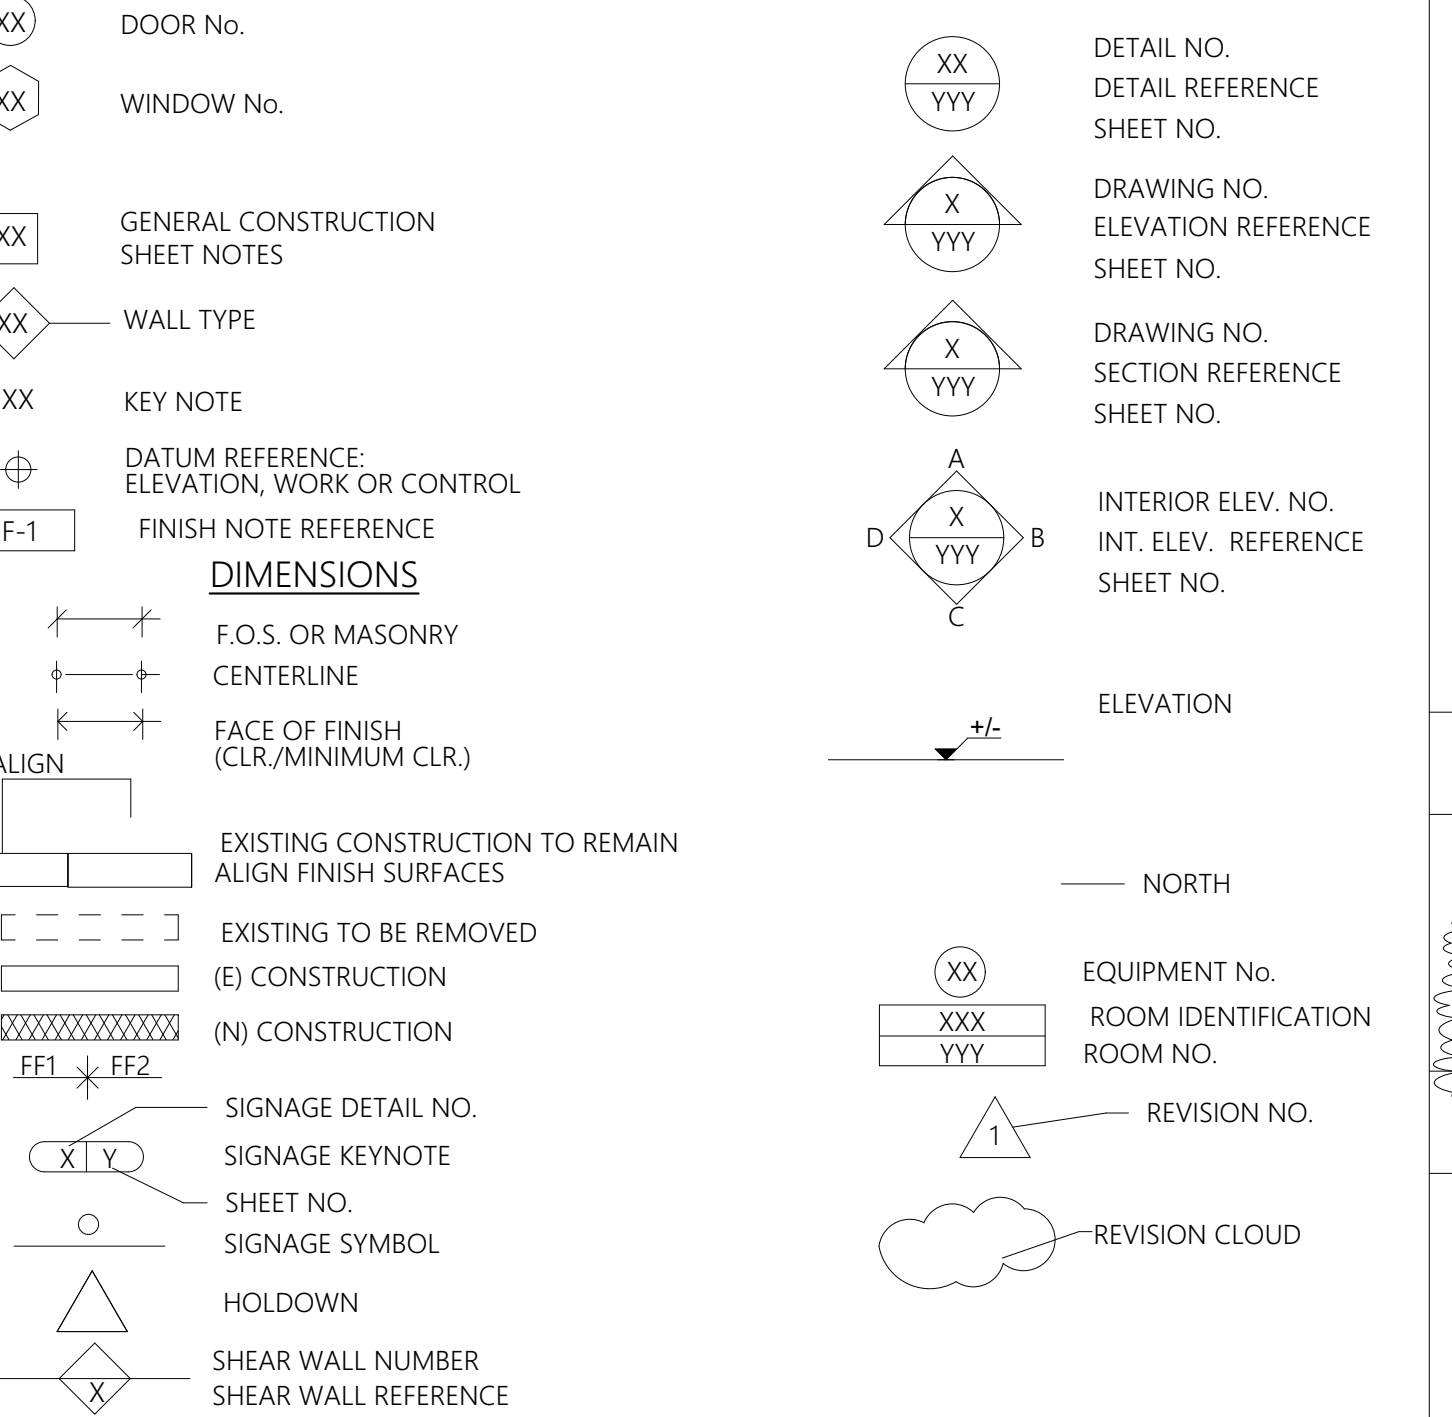 XX DOOR No.
XX WINDOW No.
XX GENERAL CONSTRUCTION
SHEET NOTES
XX WALL TYPE
XX KEY NOTE
DATUM REFERENCE:
ELEVATION, WORK OR CONTROL
F-1 FINISH NOTE REFERENCE
DIMENSIONS
F.O.S. OR MASONRY
CENTERLINE
FACE OF FINISH
(CLR./MINIMUM CLR.)
ALIGN
EXISTING CONSTRUCTION TO REMAIN
ALIGN FINISH SURFACES
EXISTING TO BE REMOVED
(E) CONSTRUCTION
(N) CONSTRUCTION
FF1 FF2
SIGNAGE DETAIL NO.
X Y SIGNAGE KEYNOTE
SHEET NO.
SIGNAGE SYMBOL
HOLDOWN
SHEAR WALL NUMBER
X SHEAR WALL REFERENCE
DETAIL NO.
XX
DETAIL REFERENCE
YYY
SHEET NO.
DRAWING NO.
X
ELEVATION REFERENCE
YYY
SHEET NO.
DRAWING NO.
X
SECTION REFERENCE
YYY
SHEET NO.
A
INTERIOR ELEV. NO.
X
D B INT. ELEV. REFERENCE
YYY
SHEET NO.
C
ELEVATION
+/-
NORTH
XX EQUIPMENT No.
XXX ROOM IDENTIFICATION
YYY ROOM NO.
REVISION NO.
1
REVISION CLOUD